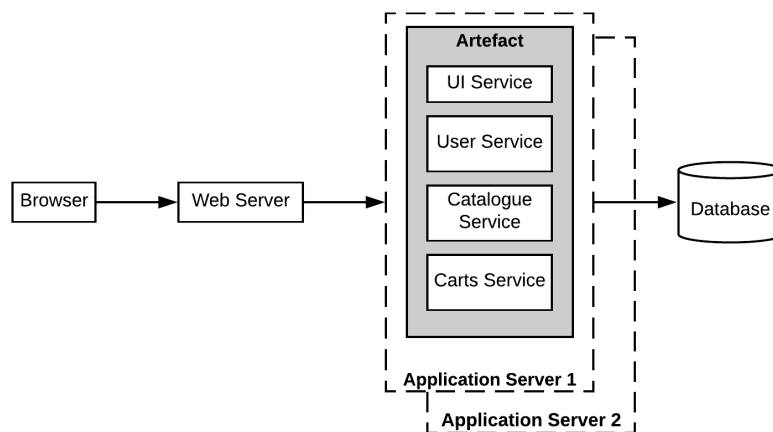 Artefact
UI Service
User Service
Catalogue
Service
Carts Service
Browser
Web Server
Database
Application Server 1
Application Server 2